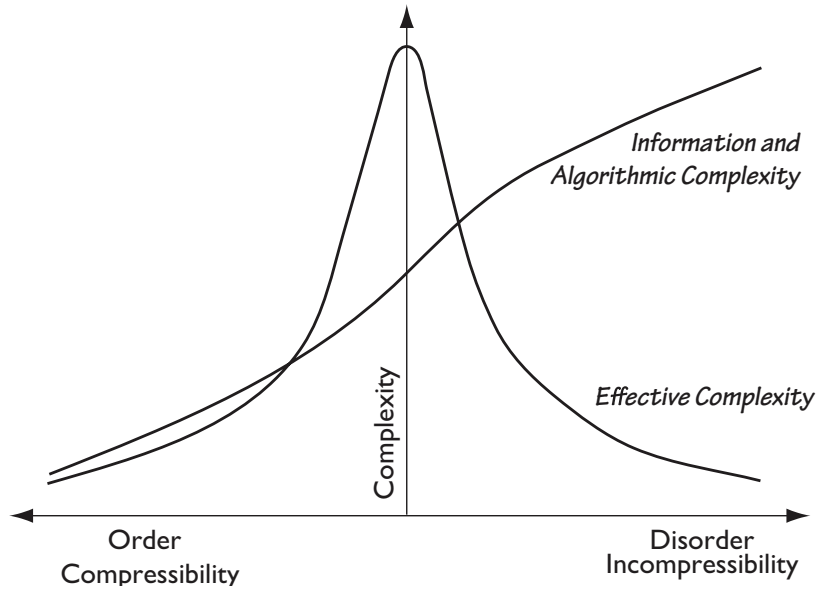 Information and
Algorithmic Complexity
Effective Complexity
Complexity
Order
Compressibility
Disorder
Incompressibility